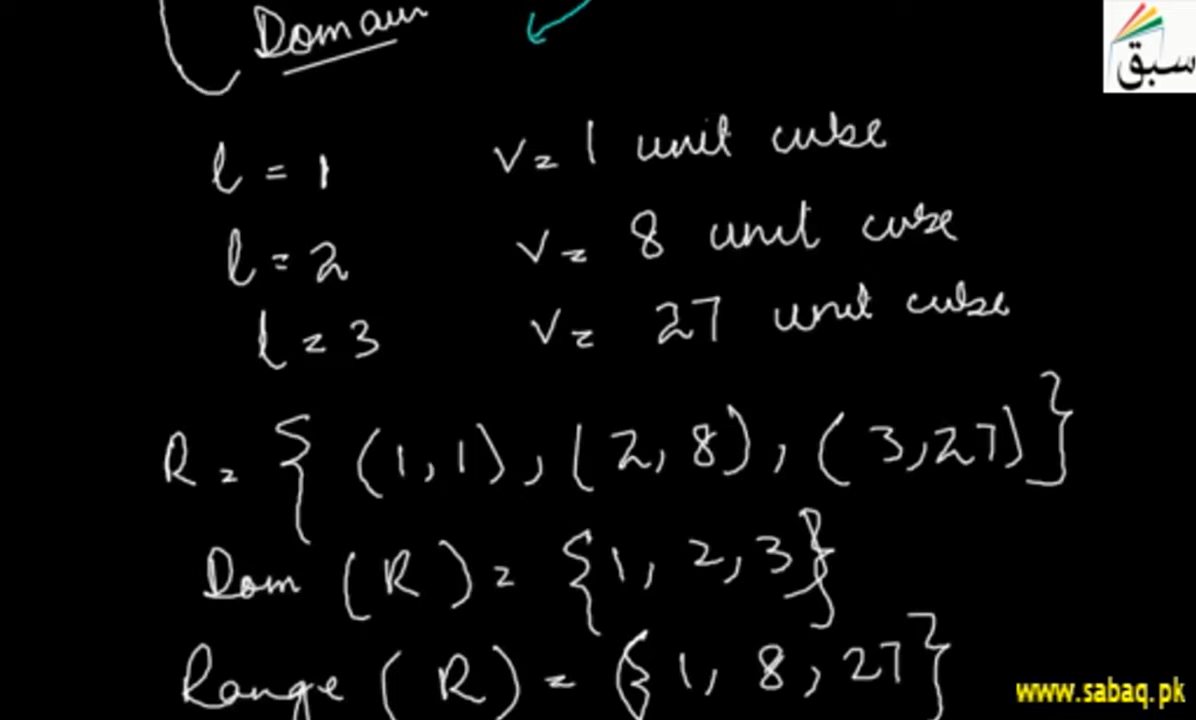 Domain
سبق
l = 1 v = 1 unit cube
l = 2 v = 8 unit cube
l = 3 v = 27 unit cube
R = { (1,1), (2,8), (3,27) }
Dom (R) = {1, 2, 3}
Range (R) = {1, 8, 27}
www.sabaq.pk